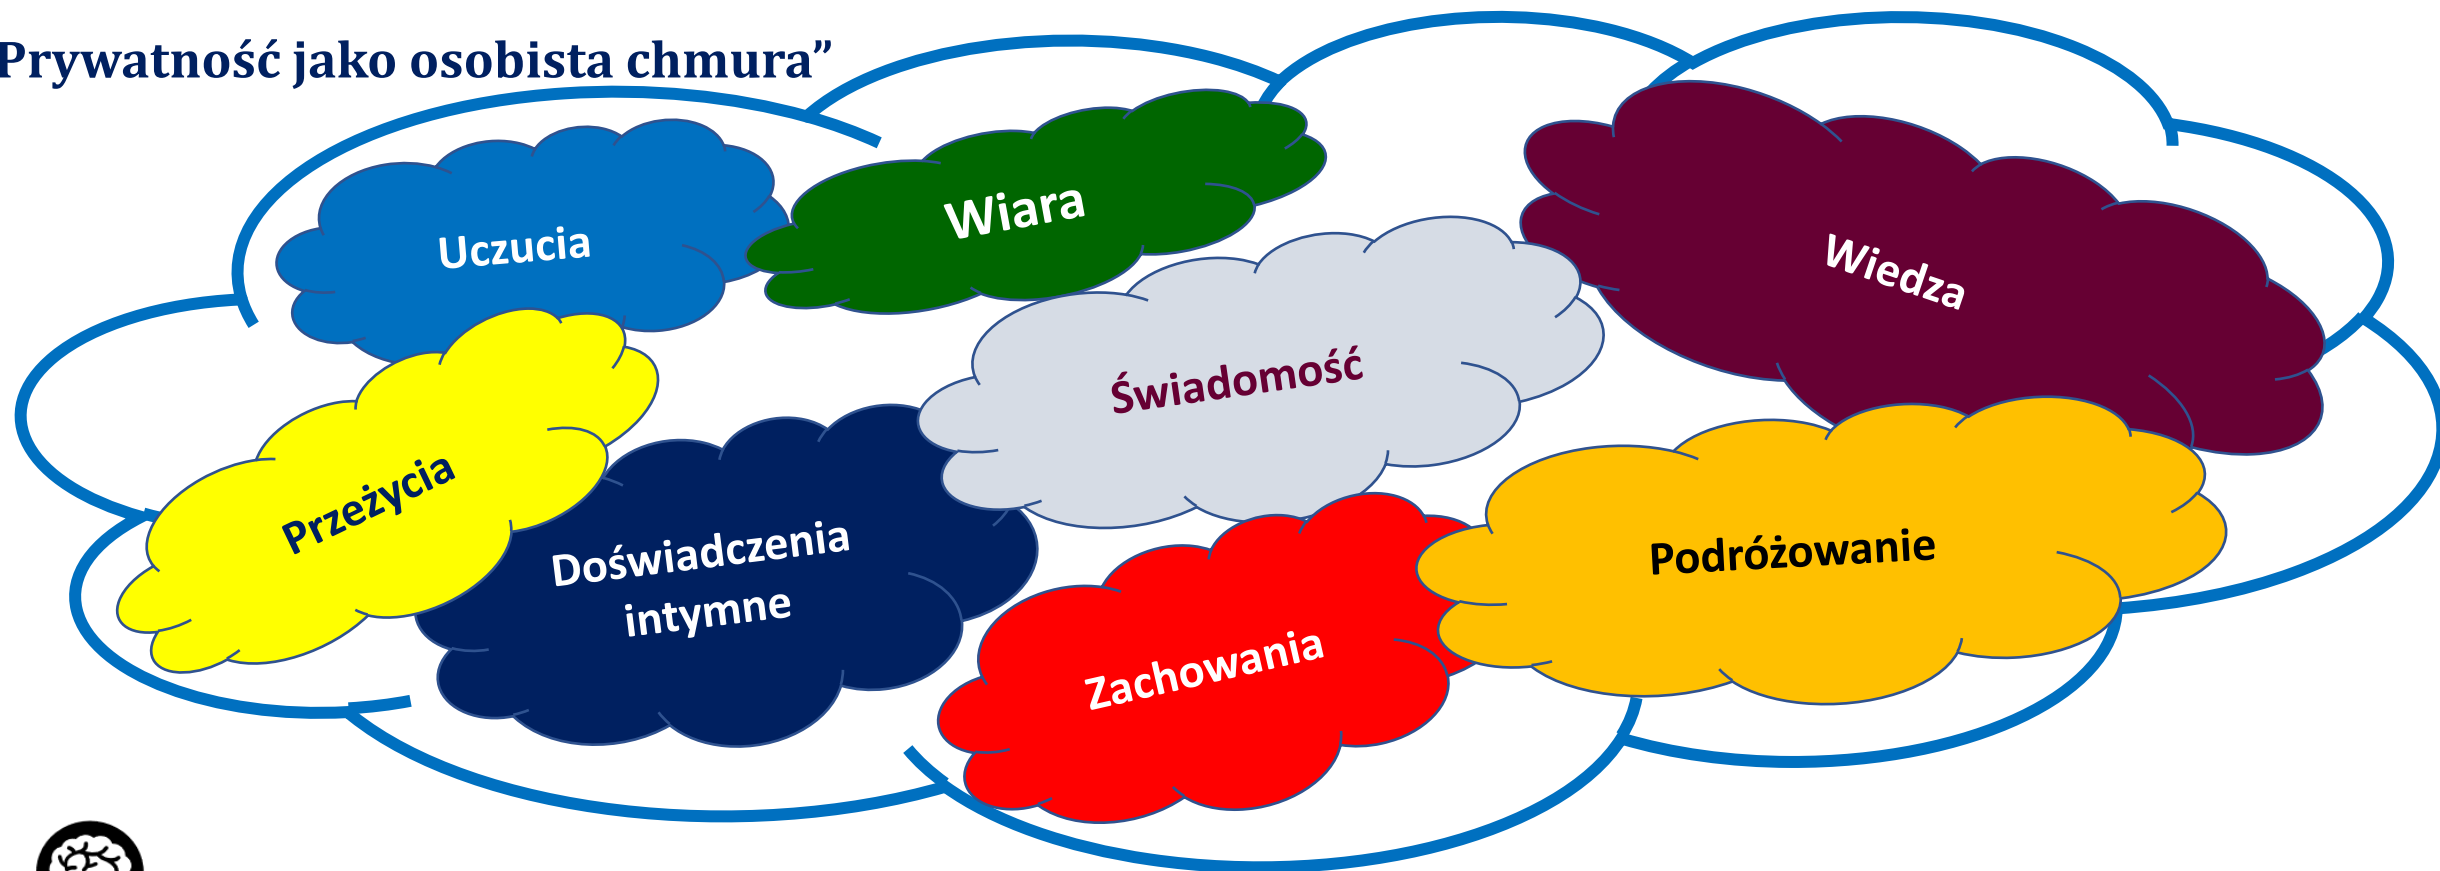 Prywatność jako osobista chmura”
Uczucia
Wiara
Wiedza
Świadomość
Przeżycia
Doświadczenia
intymne
Podróżowanie
Zachowania